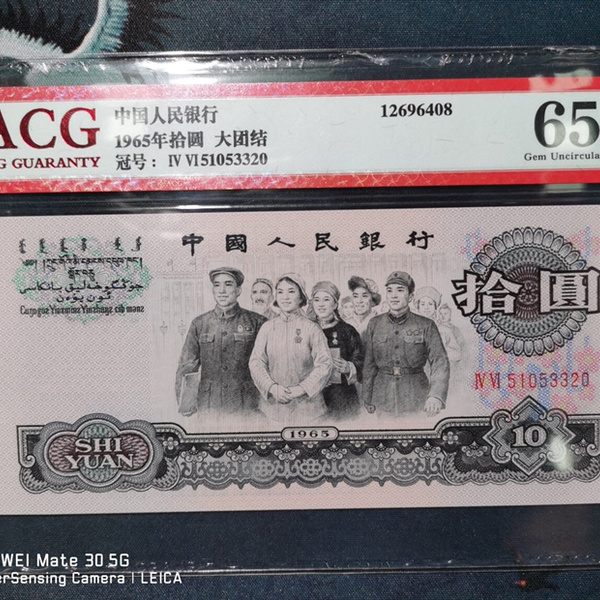 ACG
GUARANTY
中国人民银行
1965年拾圆 大团结
冠号： IV VI 51053320
12696408
65
Gem Uncircula
中國人民銀行
拾圓
IV VI 51053320
1965
SHI
YUAN
10
WEI Mate 30 5G
erSensing Camera | LEICA